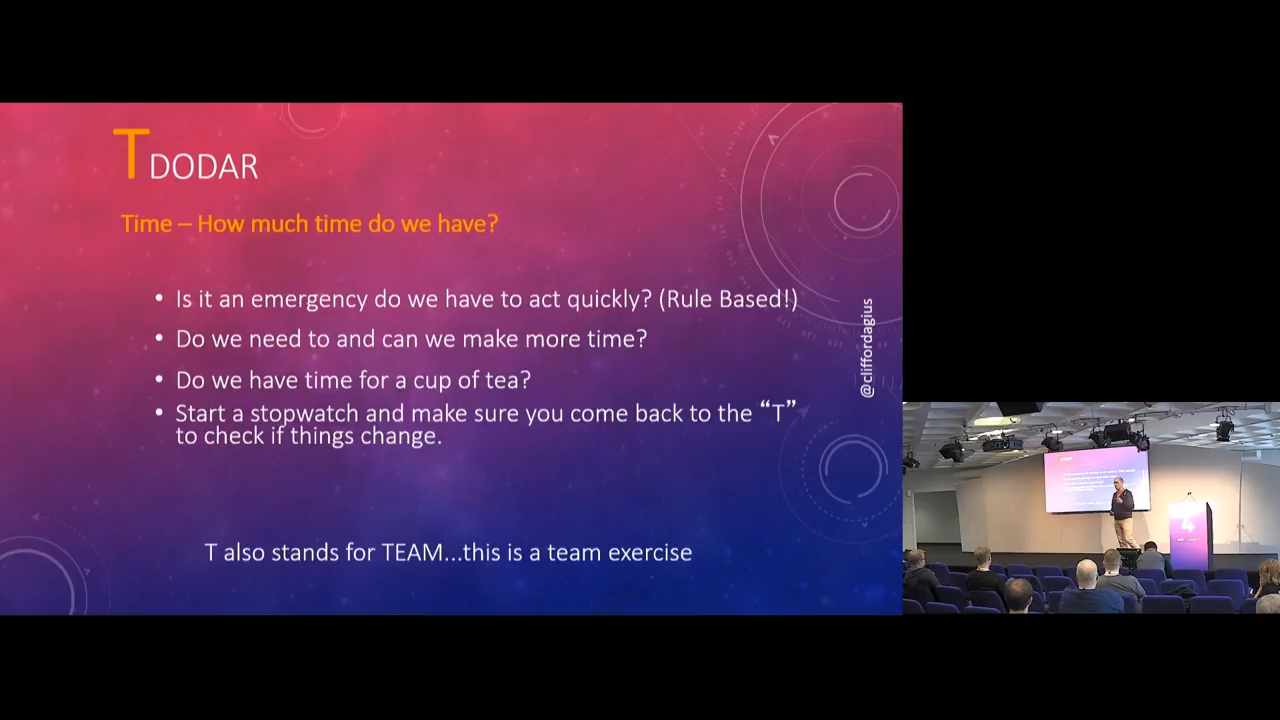 T DODAR
Time – How much time do we have?
• Is it an emergency do we have to act quickly? (Rule Based!)
• Do we need to and can we make more time?
• Do we have time for a cup of tea?
• Start a stopwatch and make sure you come back to the “T”
to check if things change.
T also stands for TEAM...this is a team exercise
@cliffordagius
4